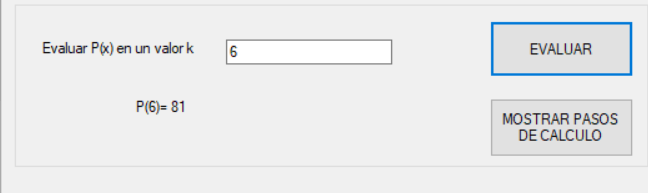 Evaluar P(x) en un valor k
6
EVALUAR
P(6)= 81
MOSTRAR PASOS
DE CALCULO